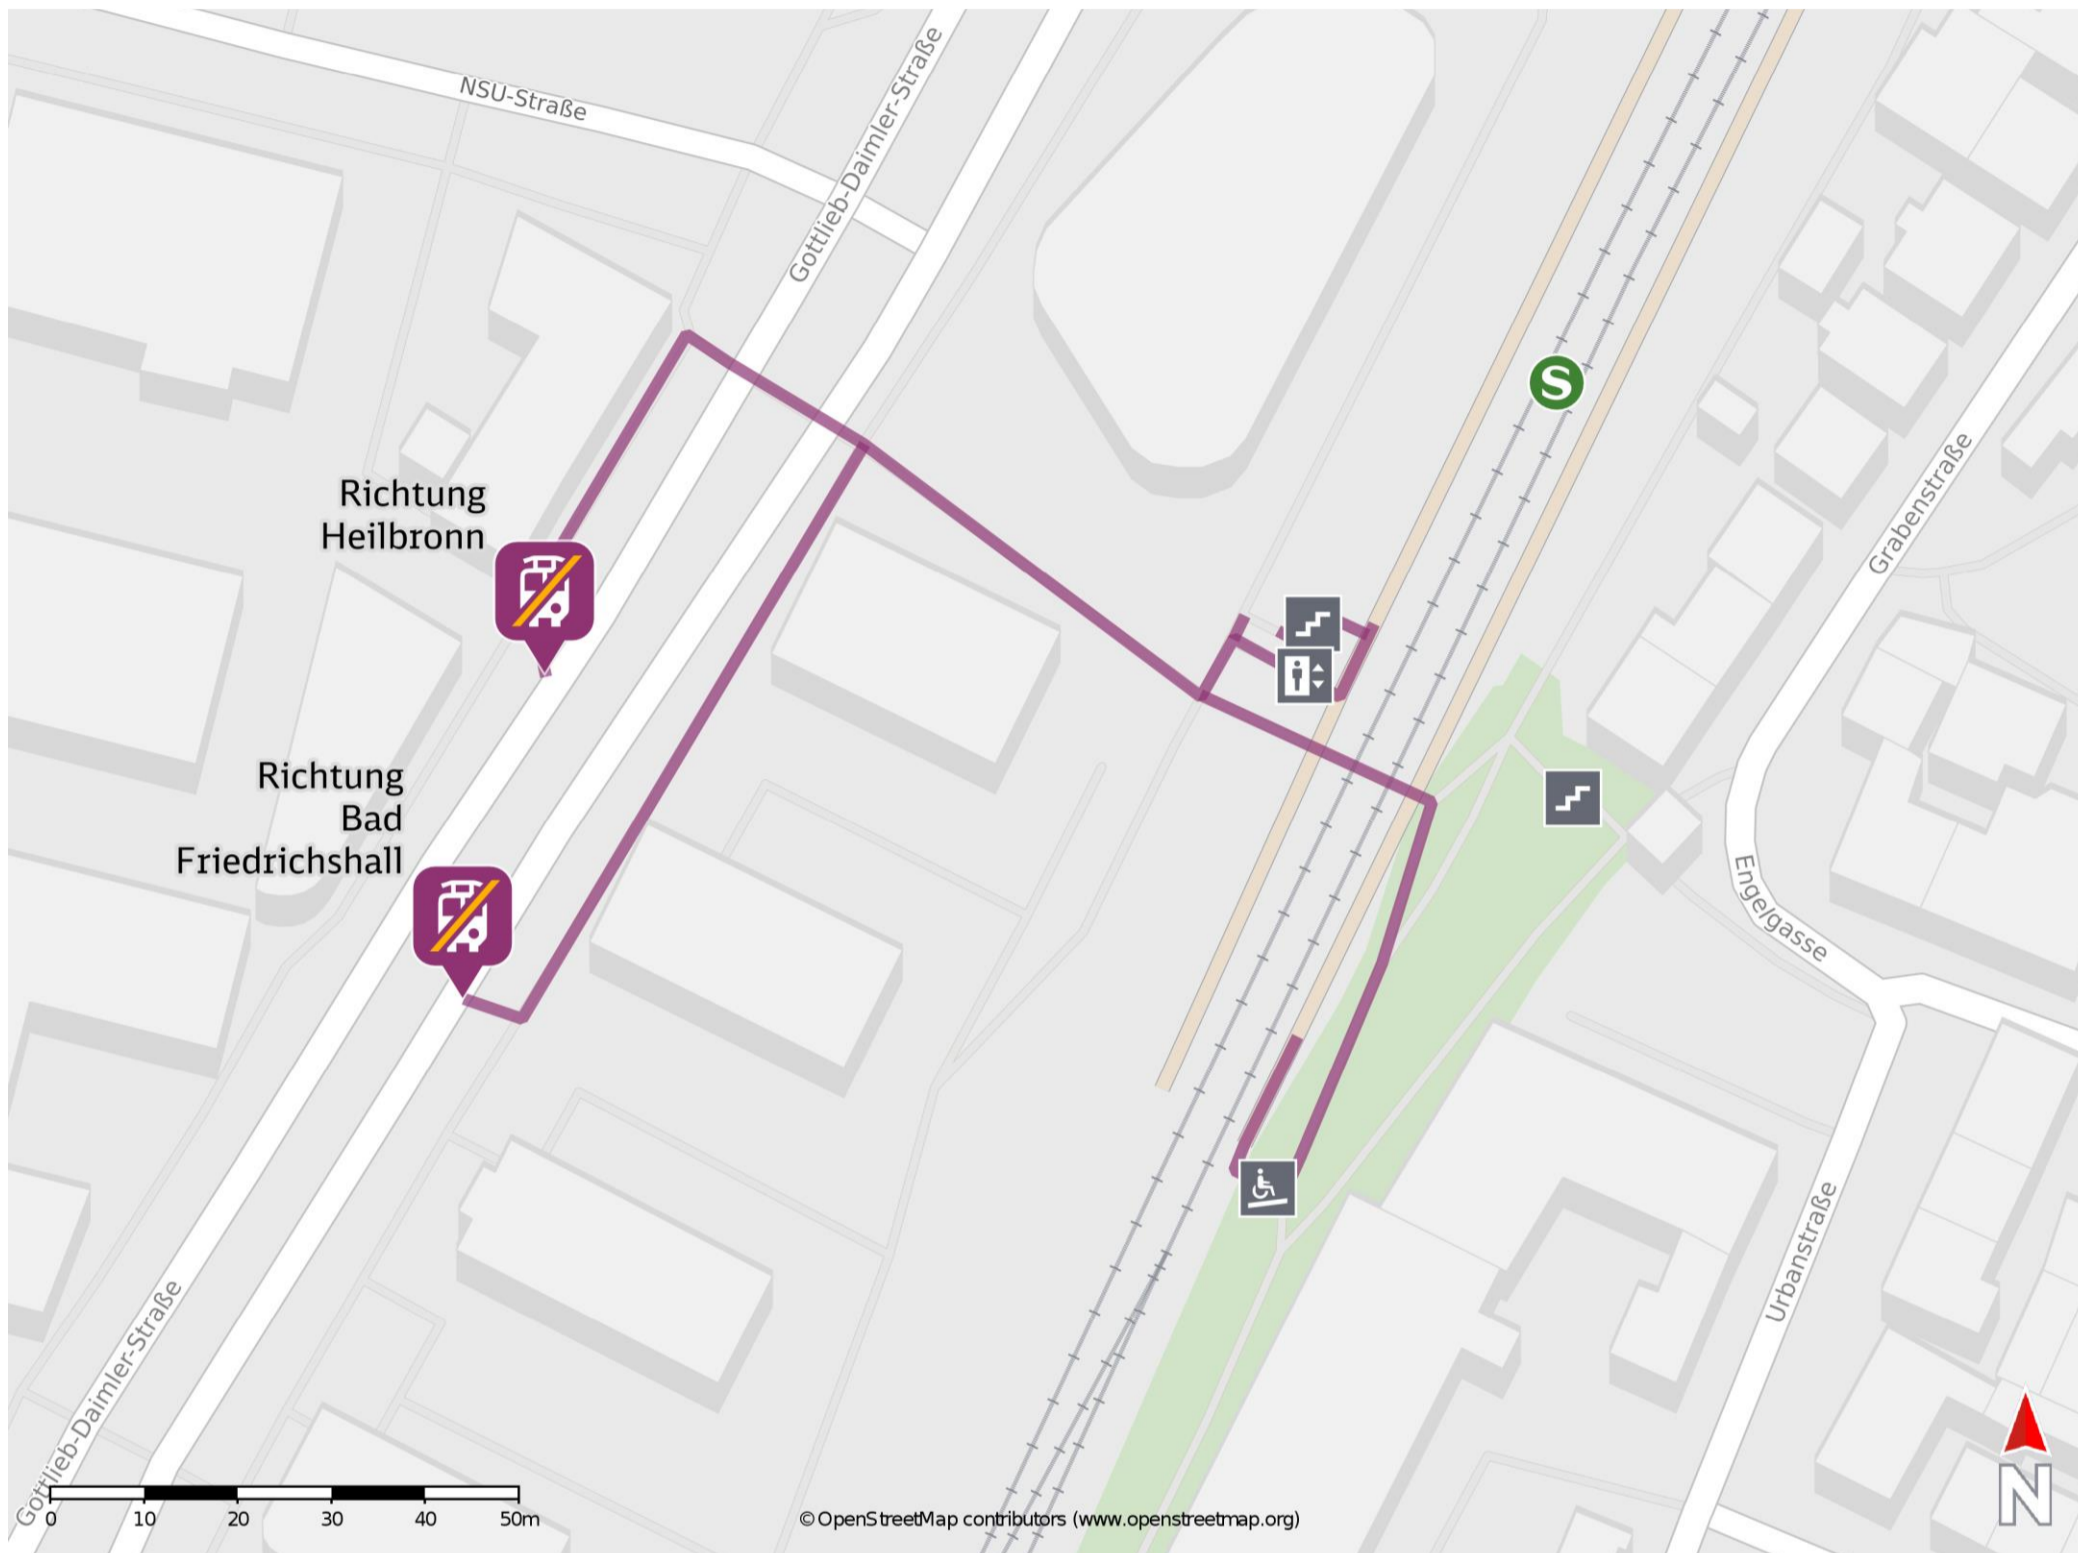 NSU-Straße
Gottlieb-Daimler-Straße
S
Richtung
Heilbronn
Grabenstraße
Richtung
Bad
Friedrichshall
Engelgasse
Urbanstraße
Gottlieb-Daimler-Straße
N
0 10 20 30 40 50m
© OpenStreetMap contributors (www.openstreetmap.org)